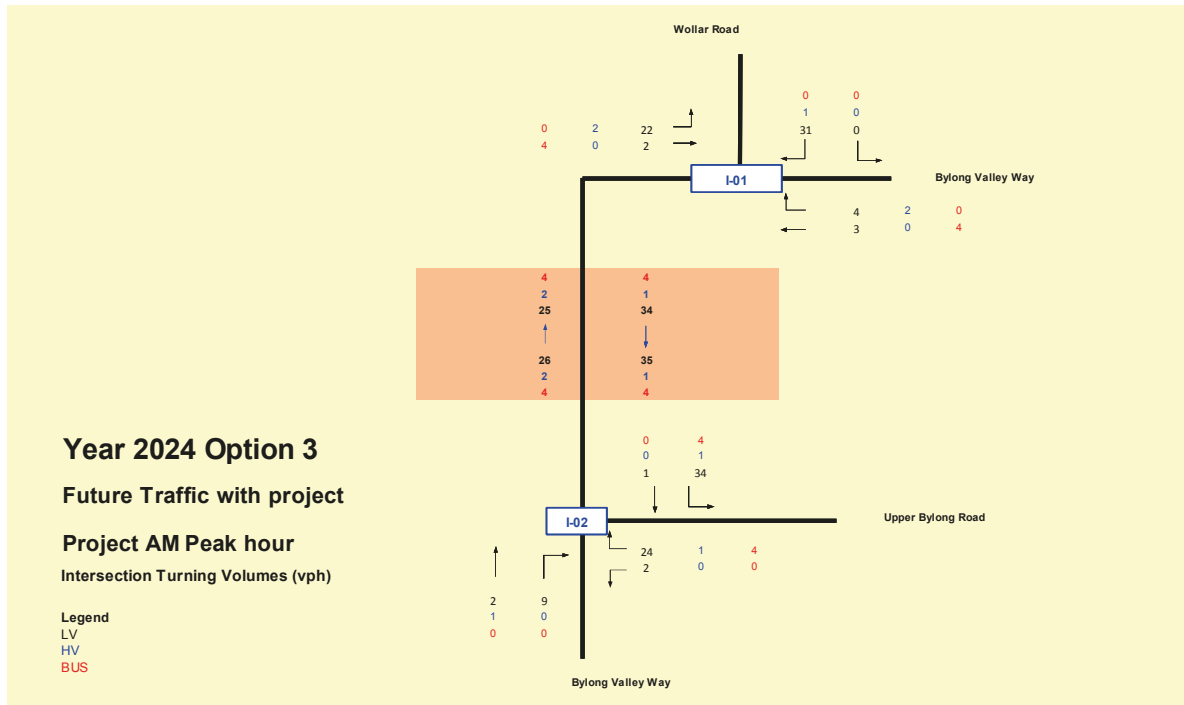 Wollar Road
0 0
1 0
31 0
0 2 22
4 0 2
I-01
Bylong Valley Way
4 2 0
3 0 4
4 4
2 1
25 34
26 35
2 1
4 4
Year 2024 Option 3
Future Traffic with project
Project AM Peak hour
Intersection Turning Volumes (vph)
Legend
LV
HV
BUS
0 4
0 1
1 34
I-02
Upper Bylong Road
24 1 4
2 0 0
2 9
1 0
0 0
Bylong Valley Way